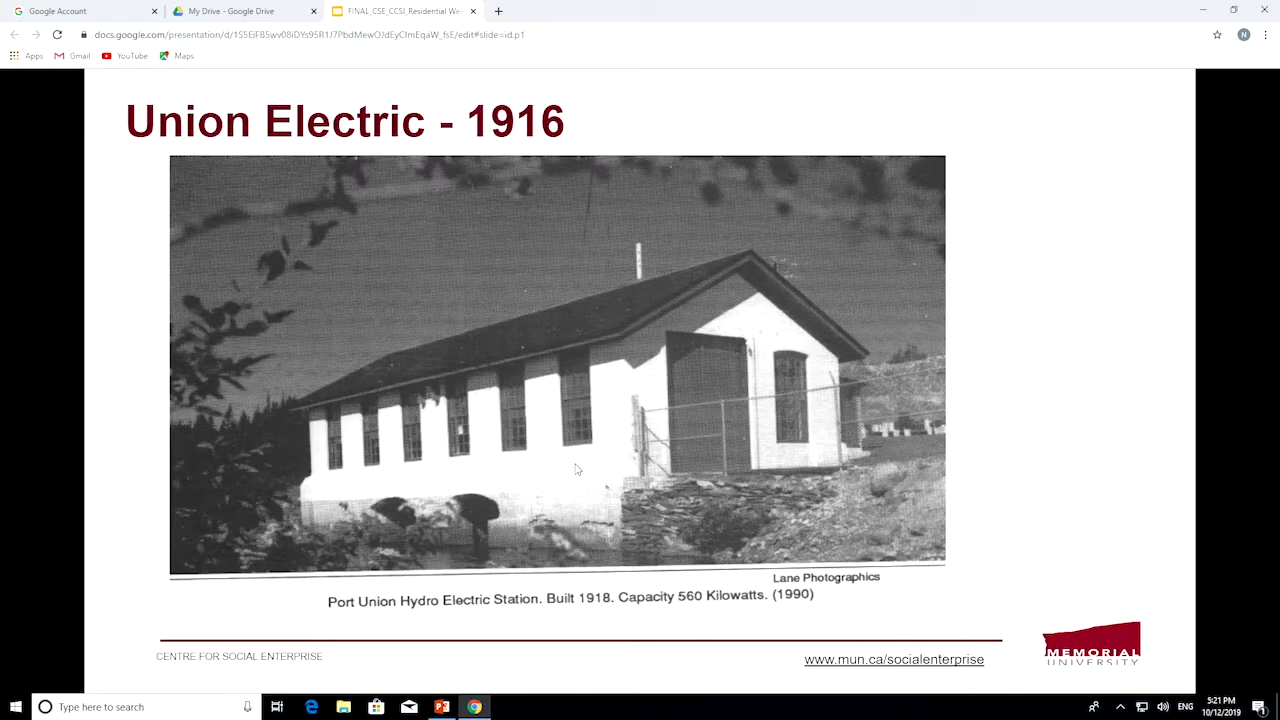 Google Account
My Drive - Google Drive
FINAL_CSE_CCSI_Residential We
Apps
Gmail
YouTube
Maps
Union Electric - 1916
Lane Photographics
Port Union Hydro Electric Station. Built 1918. Capacity 560 Kilowatts. (1990)
CENTRE FOR SOCIAL ENTERPRISE
www.mun.ca/socialenterprise
MEMORIAL
UNIVERSITY
Type here to search
5:21 PM
10/12/2019